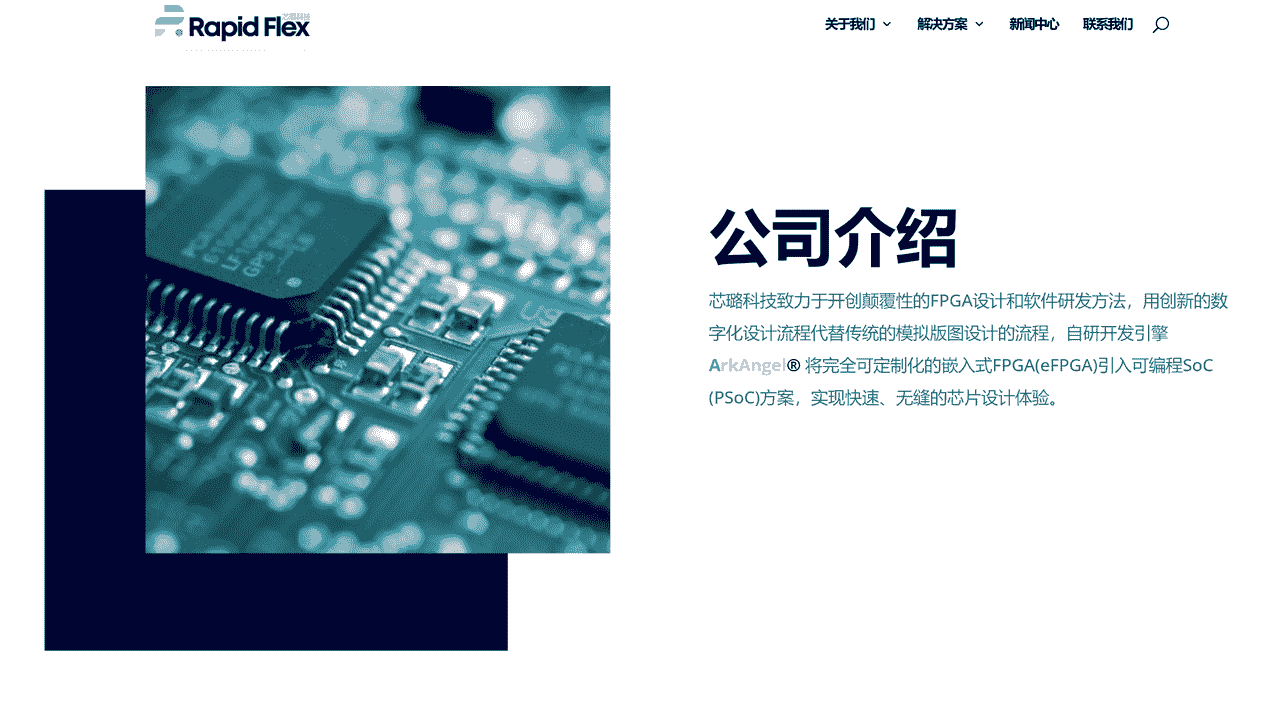 芯璐科技
Rapid Flex
关于我们
解决方案
新闻中心
联系我们
公司介绍
芯璐科技致力于开创颠覆性的FPGA设计和软件研发方法，用创新的数
字化设计流程代替传统的模拟版图设计的流程，自研开发引擎
ArkAngel® 将完全可定制化的嵌入式FPGA(eFPGA)引入可编程SoC
(PSoC)方案，实现快速、无缝的芯片设计体验。